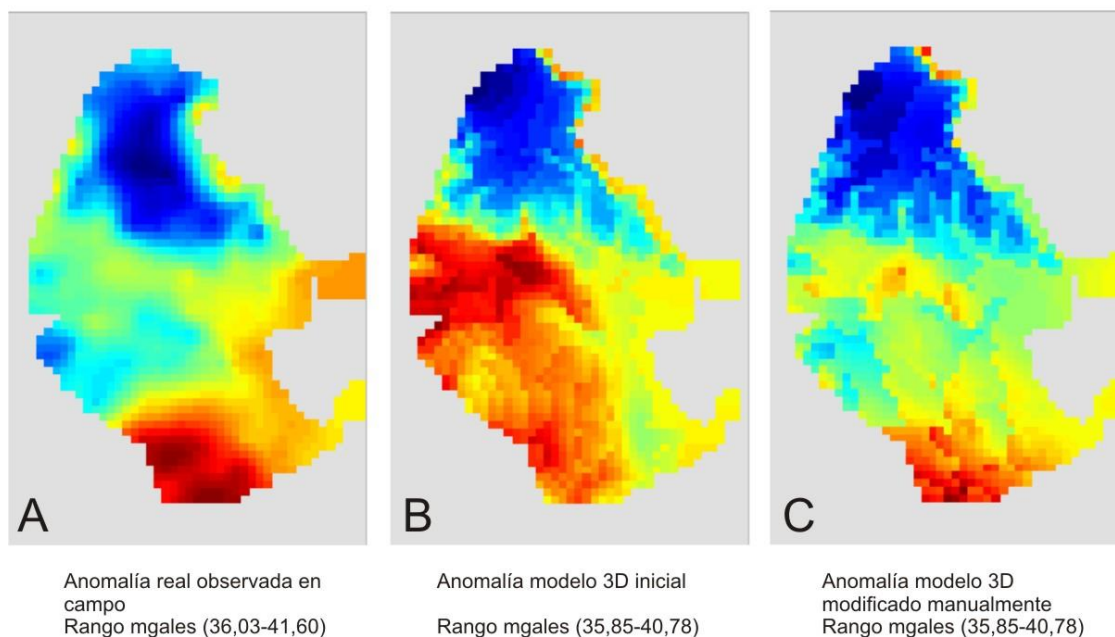 A
B
C
Anomalía real observada en
campo
Rango mgales (36,03-41,60)
Anomalía modelo 3D inicial
Rango mgales (35,85-40,78)
Anomalía modelo 3D
modificado manualmente
Rango mgales (35,85-40,78)